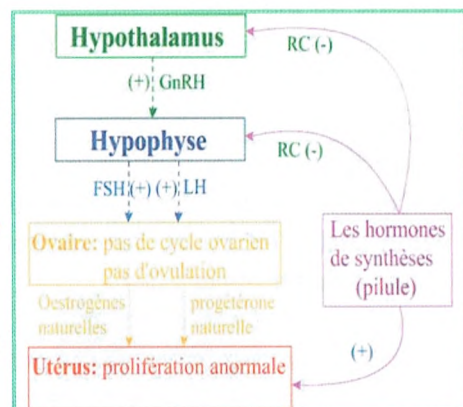 Hypothalamus
RC (-)
(+) GnRH
Hypophyse
RC (-)
FSH (+) (+) LH
Ovaire: pas de cycle ovarien
pas d'ovulation
Les hormones
de synthèses
(pilule)
Oestrogènes
naturelles
progétérone
naturelle
(+)
Utérus: prolifération anormale